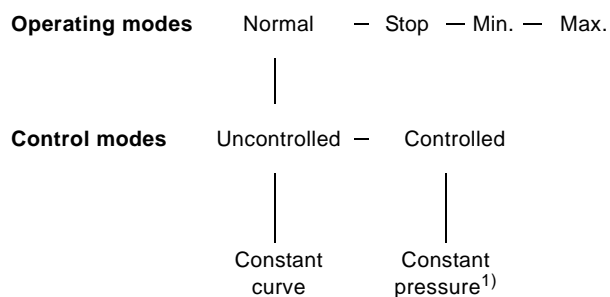 Operating modes Normal – Stop – Min. – Max.
Control modes Uncontrolled – Controlled
Constant curve
Constant pressure1)